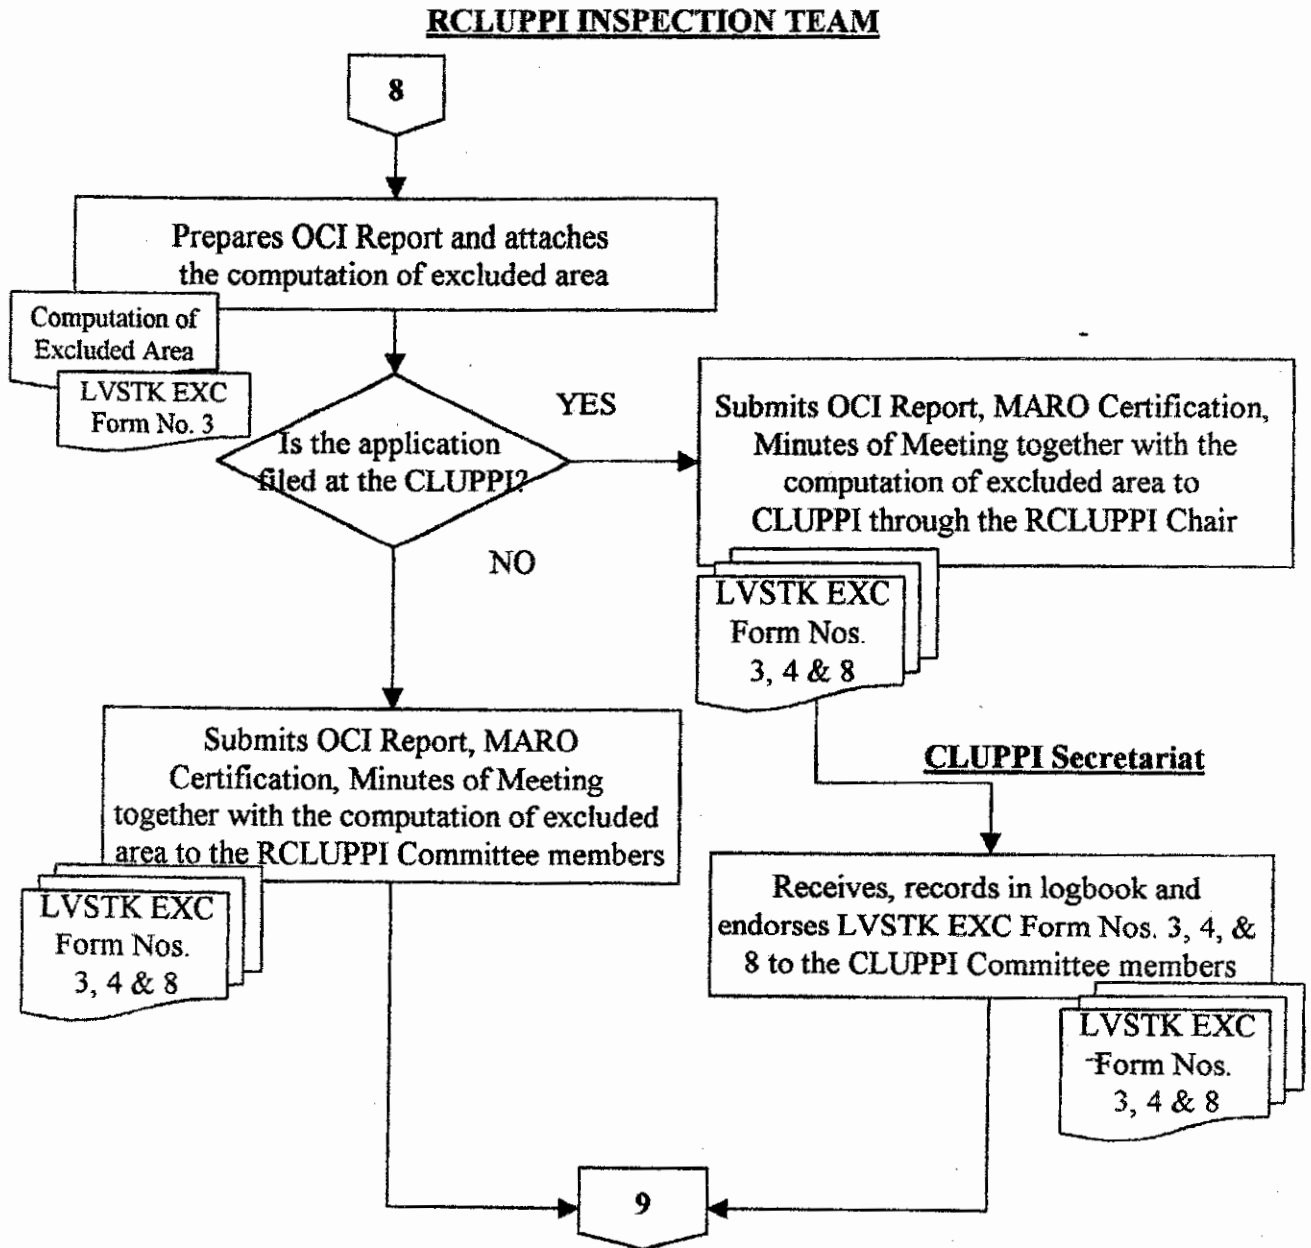 RCLUPPI INSPECTION TEAM
8
Prepares OCI Report and attaches
the computation of excluded area
Computation of
Excluded Area
LVSTK EXC
Form No. 3
Is the application
filed at the CLUPPI?
YES
Submits OCI Report, MARO Certification,
Minutes of Meeting together with the
computation of excluded area to
CLUPPI through the RCLUPPI Chair
LVSTK EXC
Form Nos.
3, 4 & 8
NO
Submits OCI Report, MARO
Certification, Minutes of Meeting
together with the computation of excluded
area to the RCLUPPI Committee members
LVSTK EXC
Form Nos.
3, 4 & 8
CLUPPI Secretariat
Receives, records in logbook and
endorses LVSTK EXC Form Nos. 3, 4, &
8 to the CLUPPI Committee members
LVSTK EXC
Form Nos.
3, 4 & 8
9